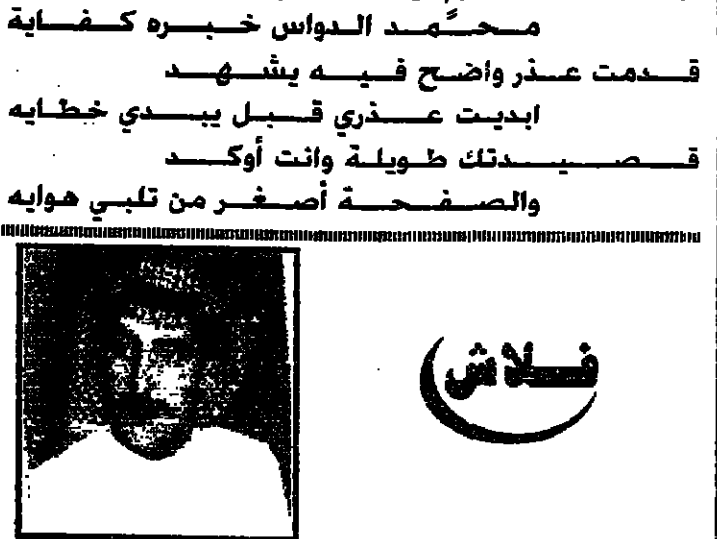 محمد الدواس خبره كفاية
قدمت عذر واضح فيه يشهد
ابديت عذري قبل يبدي خطايه
قصيدتك طويلة وانت أوكد
والصفحة أصغر من تلبي هوايه
فلاش